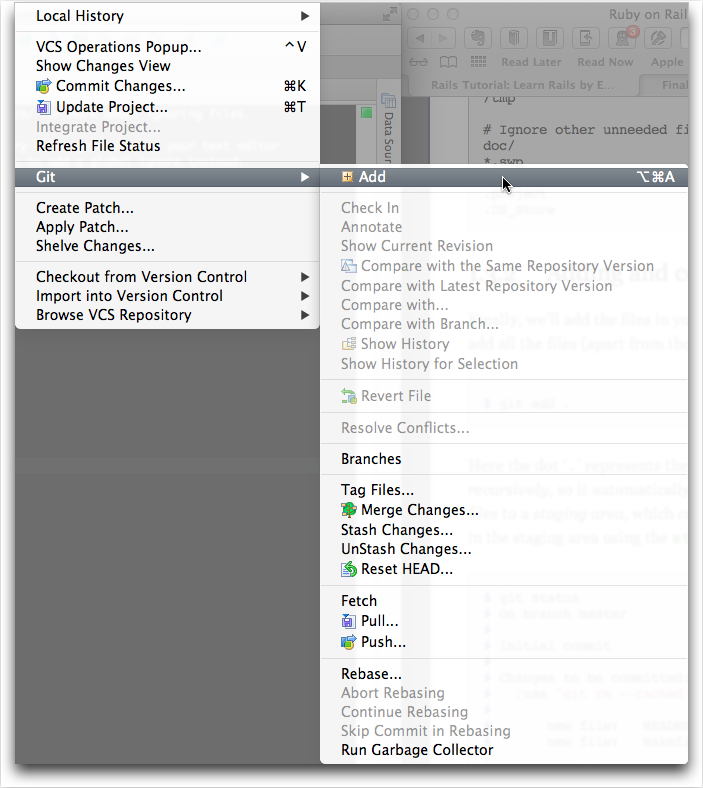 Local History
VCS Operations Popup... ^V
Show Changes View
Commit Changes... ⌘K
Update Project... ⌘T
Integrate Project...
Refresh File Status
Git
Create Patch...
Apply Patch...
Shelve Changes...
Checkout from Version Control
Import into Version Control
Browse VCS Repository
Add ⌥⌘A
Check In
Annotate
Show Current Revision
Compare with the Same Repository Version
Compare with Latest Repository Version
Compare with...
Compare with Branch...
Show History
Show History for Selection
Revert File
Resolve Conflicts...
Branches
Tag Files...
Merge Changes...
Stash Changes...
UnStash Changes...
Reset HEAD...
Fetch
Pull...
Push...
Rebase...
Abort Rebasing
Continue Rebasing
Skip Commit in Rebasing
Run Garbage Collector
Data Sour
Ruby on Rail
3
Read Later Read Now Apple
Rails Tutorial: Learn Rails by E... Final
/tmp
# Ignore other unneeded fi
doc/
*.swp